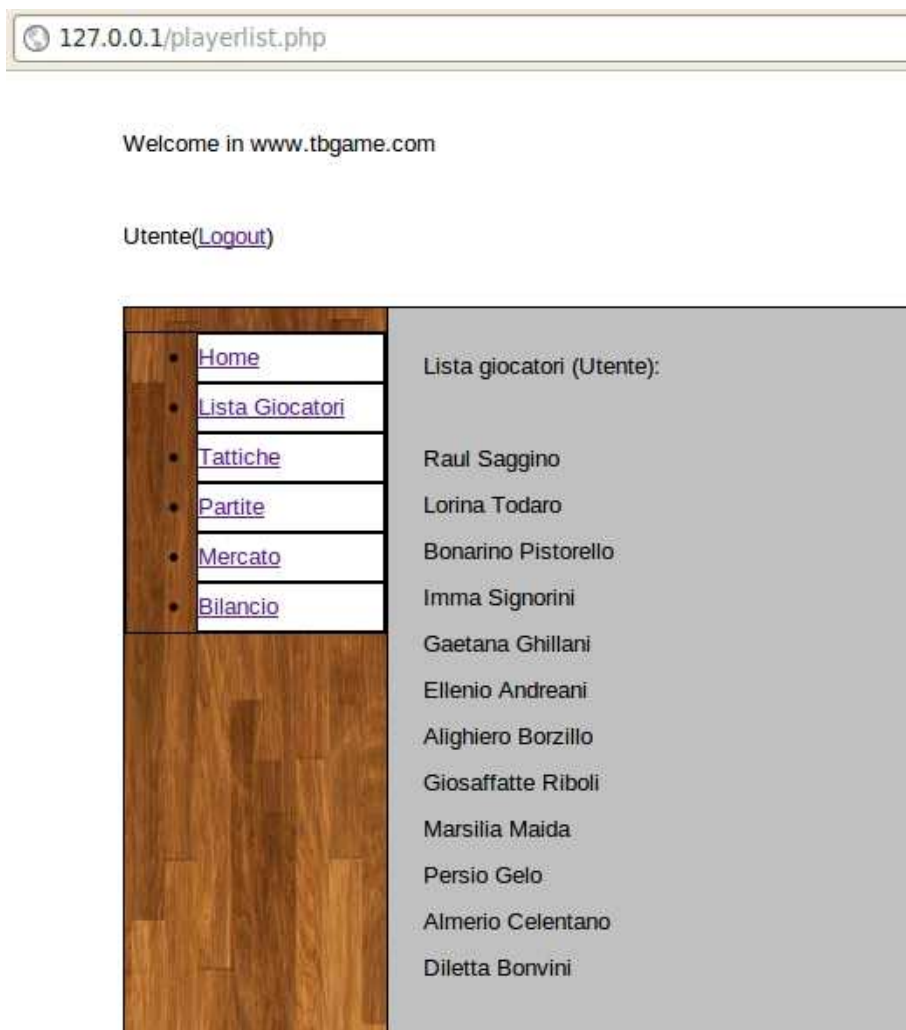 127.0.0.1/playerlist.php
Welcome in www.tbgame.com
Utente(Logout)
Home
Lista Giocatori
Tattiche
Partite
Mercato
Bilancio
Lista giocatori (Utente):
Raul Saggino
Lorina Todaro
Bonarino Pistorello
Imma Signorini
Gaetana Ghillani
Ellenio Andreani
Alighiero Borzillo
Giosaffatte Riboli
Marsilia Maida
Persio Gelo
Almerio Celentano
Diletta Bonvini